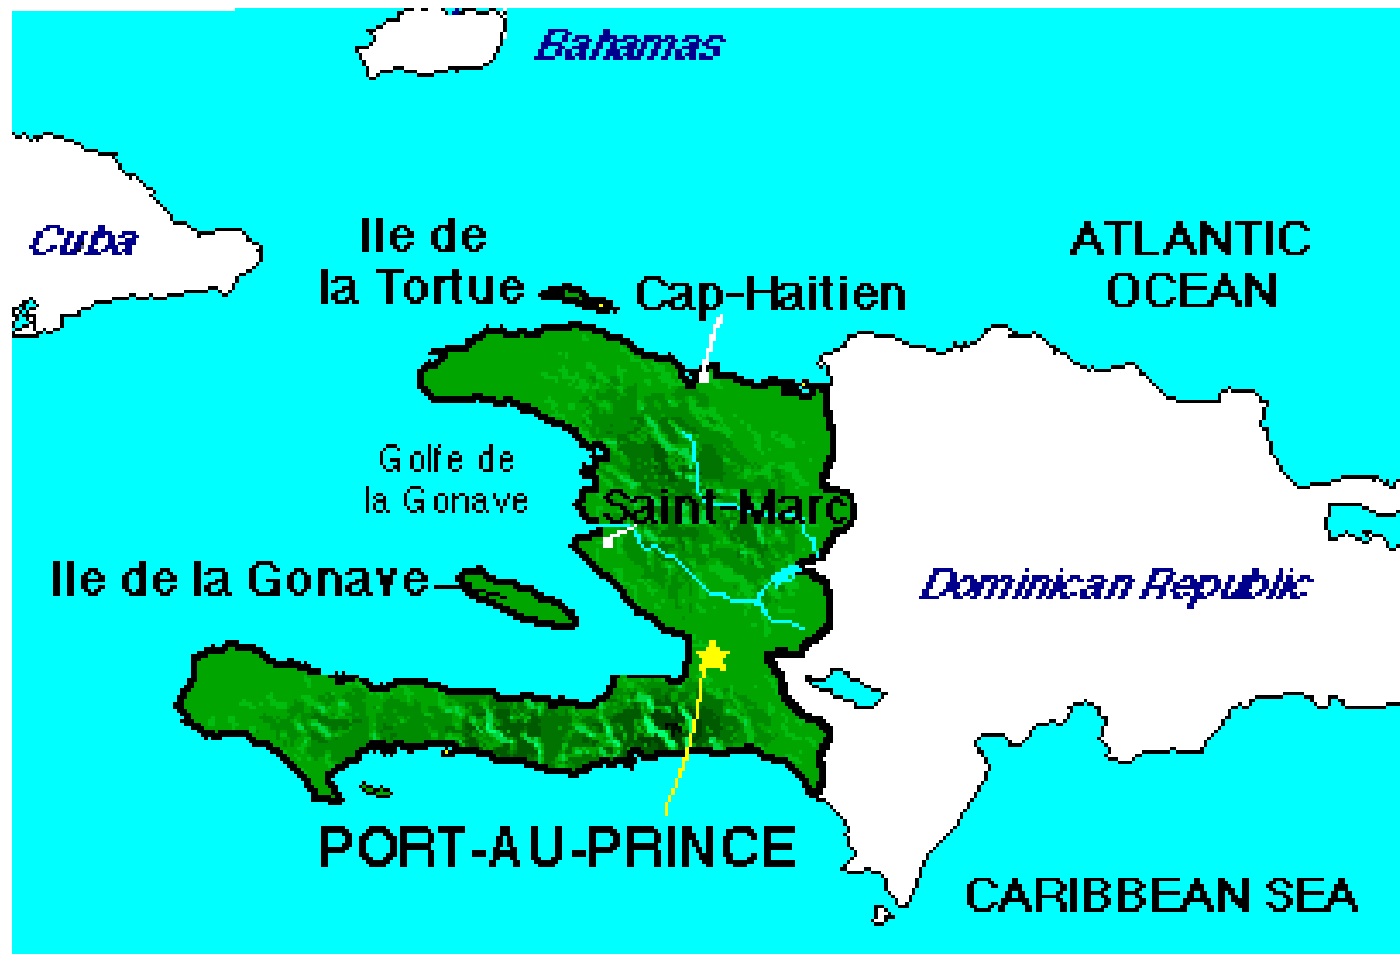 Bahamas
Cuba
Ile de
la Tortue
Cap-Haitien
ATLANTIC
OCEAN
Golfe de
la Gonave
Saint-Marc
Ile de la Gonave
Dominican Republic
PORT-AU-PRINCE
CARIBBEAN SEA